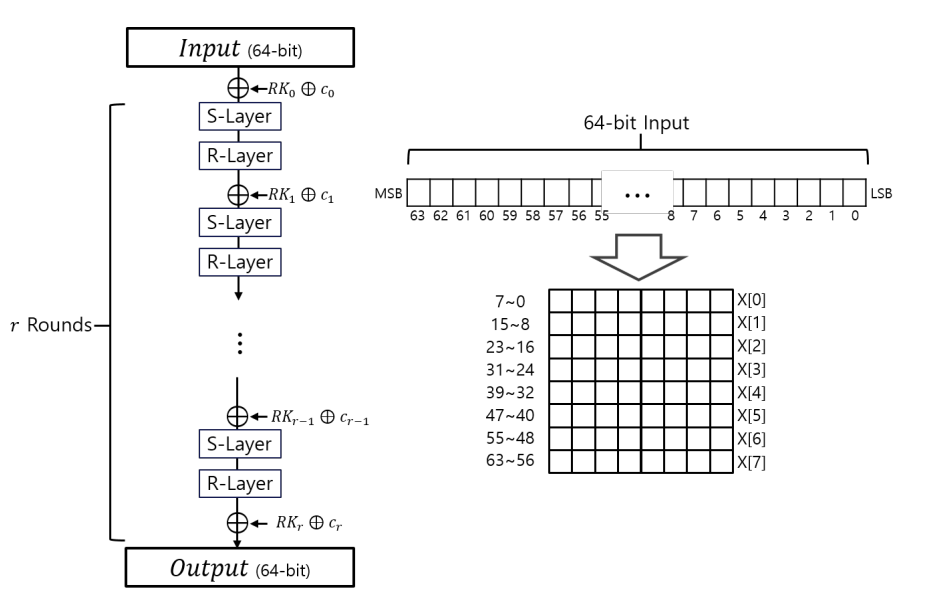 Input (64-bit)
RK₀ ⊕ c₀
S-Layer
R-Layer
RK₁ ⊕ c₁
S-Layer
R-Layer
⋮
r Rounds
RKᵣ₋₁ ⊕ cᵣ₋₁
S-Layer
R-Layer
RKᵣ ⊕ cᵣ
Output (64-bit)
64-bit Input
MSB ... LSB
63 62 61 60 59 58 57 56 55 8 7 6 5 4 3 2 1 0
7~0 X[0]
15~8 X[1]
23~16 X[2]
31~24 X[3]
39~32 X[4]
47~40 X[5]
55~48 X[6]
63~56 X[7]